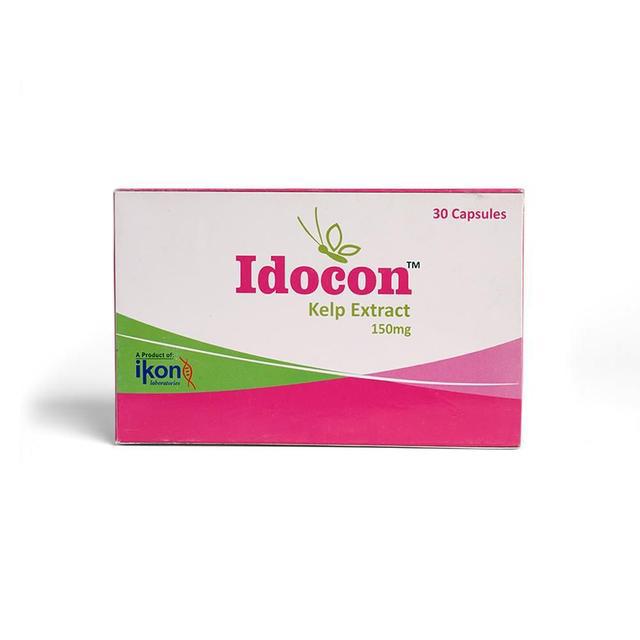 30 Capsules
Idocon™
Kelp Extract
150mg
A Product of:
ikon
laboratories